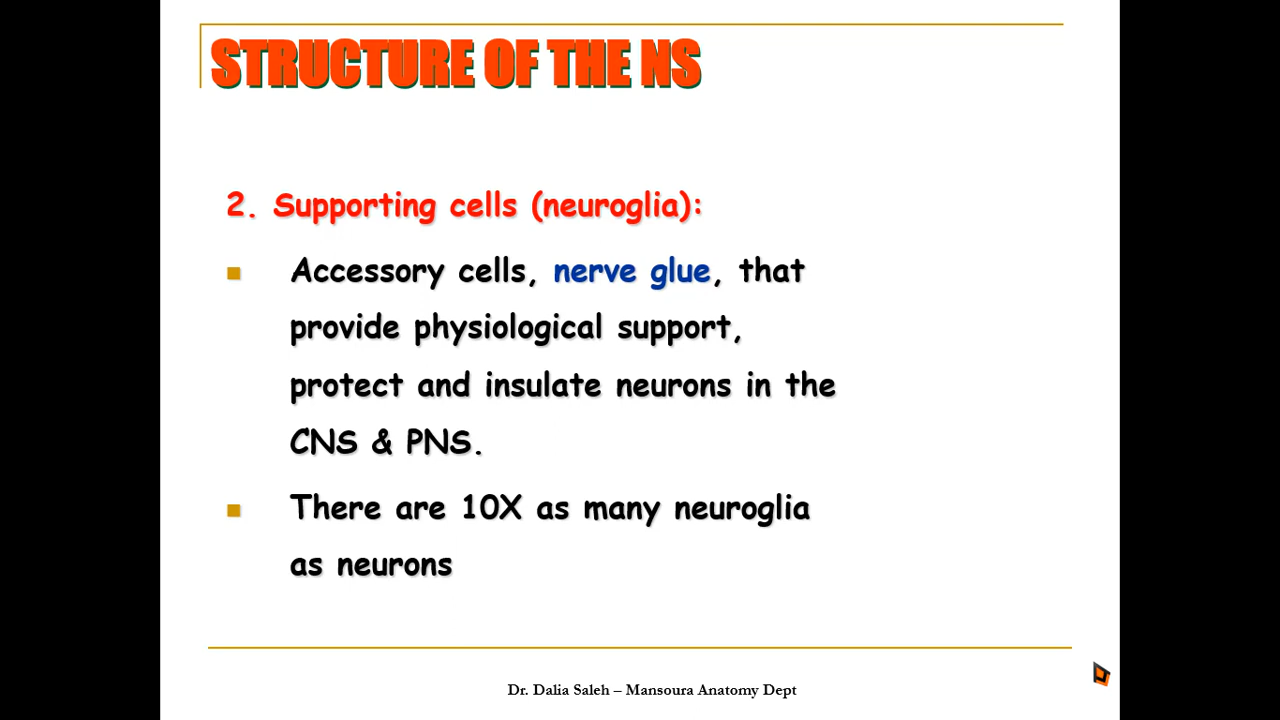 STRUCTURE OF THE NS
2. Supporting cells (neuroglia):
Accessory cells, nerve glue, that
provide physiological support,
protect and insulate neurons in the
CNS & PNS.
There are 10X as many neuroglia
as neurons
Dr. Dalia Saleh – Mansoura Anatomy Dept